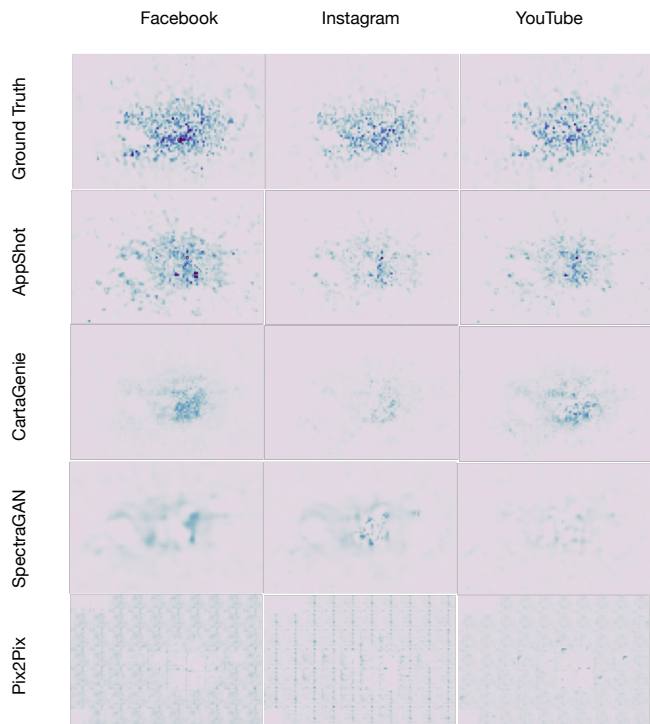 Facebook
Instagram
YouTube
Ground Truth
AppShot
CartaGenie
SpectraGAN
Pix2Pix